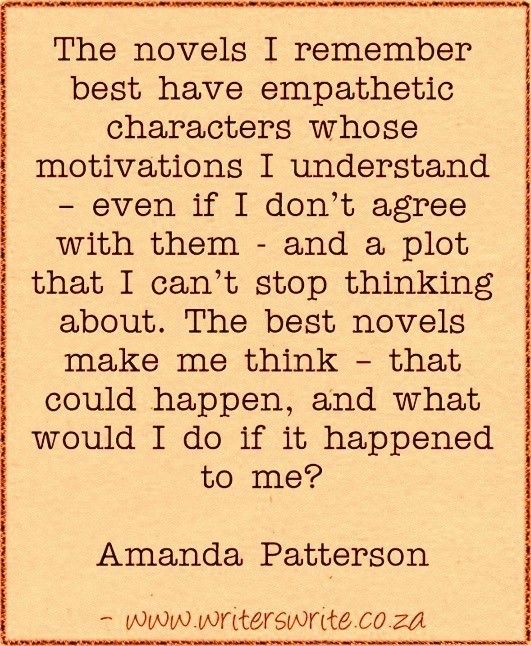 The novels I remember
best have empathetic
characters whose
motivations I understand
– even if I don't agree
with them - and a plot
that I can't stop thinking
about. The best novels
make me think – that
could happen, and what
would I do if it happened
to me?
Amanda Patterson
- www.writerswrite.co.za